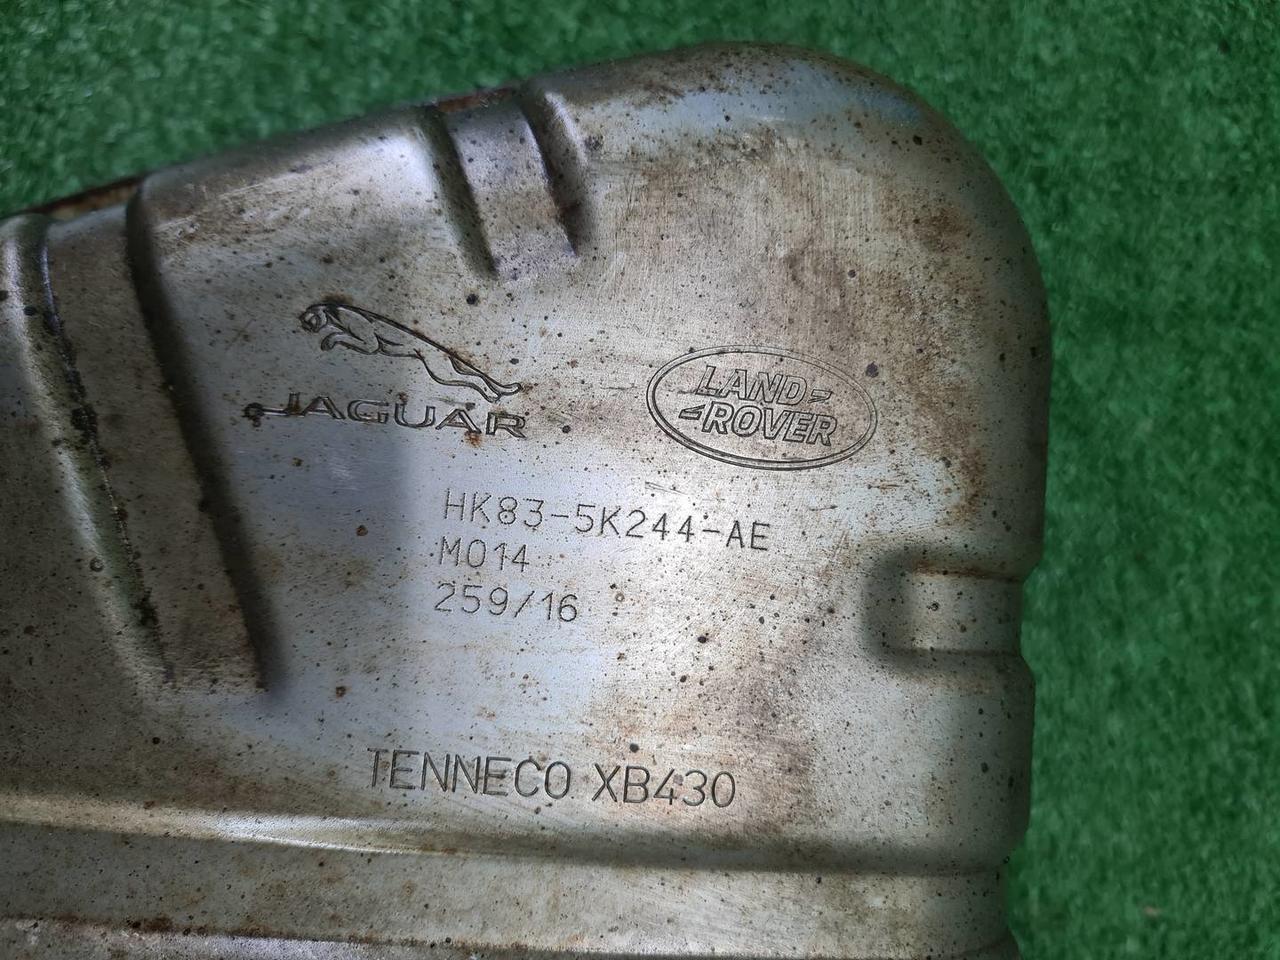 JAGUAR
LAND
ROVER
HK83-5K244-AE
M014
259/16
TENNECO XB430